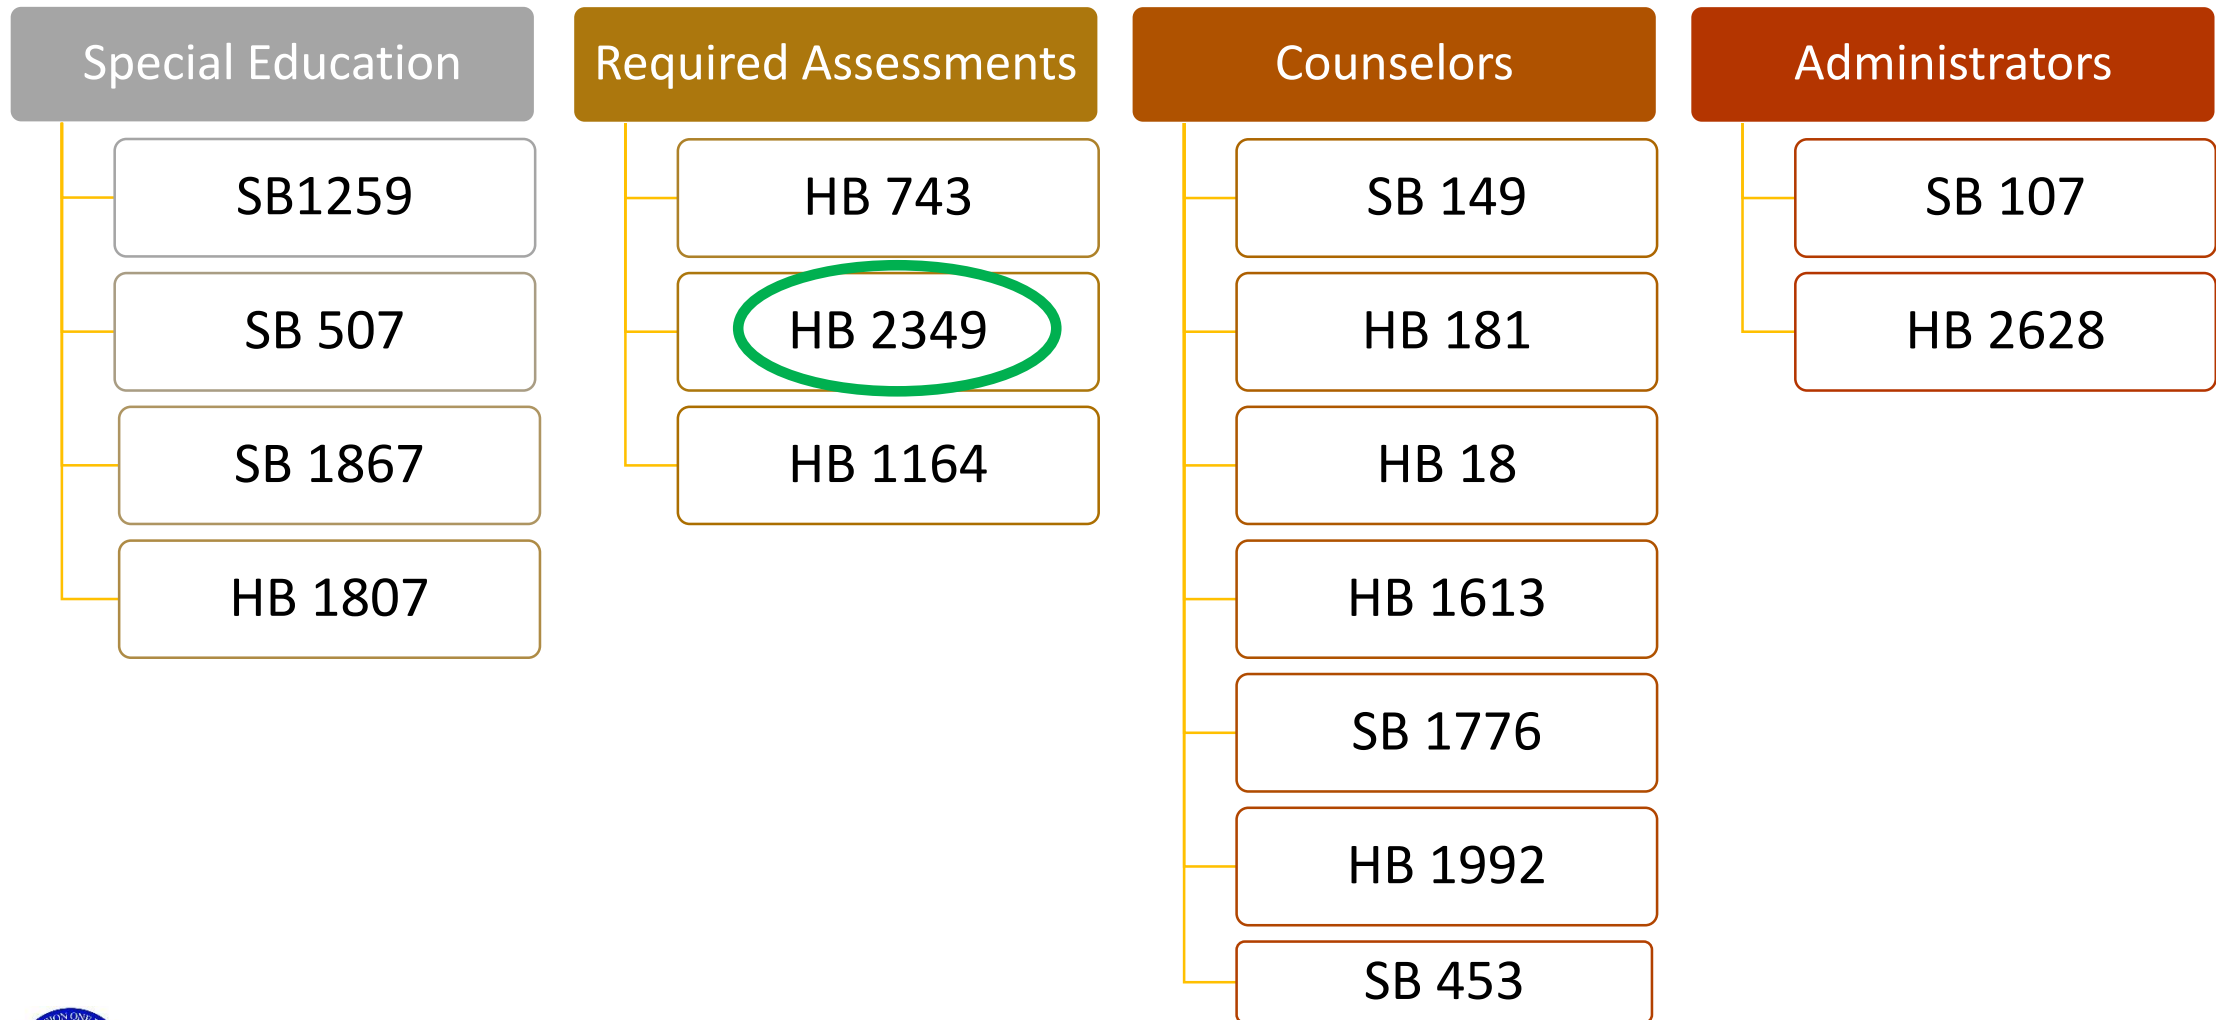 Special Education
SB1259
SB 507
SB 1867
HB 1807
Required Assessments
HB 743
HB 2349
HB 1164
Counselors
SB 149
HB 181
HB 18
HB 1613
SB 1776
HB 1992
SB 453
Administrators
SB 107
HB 2628